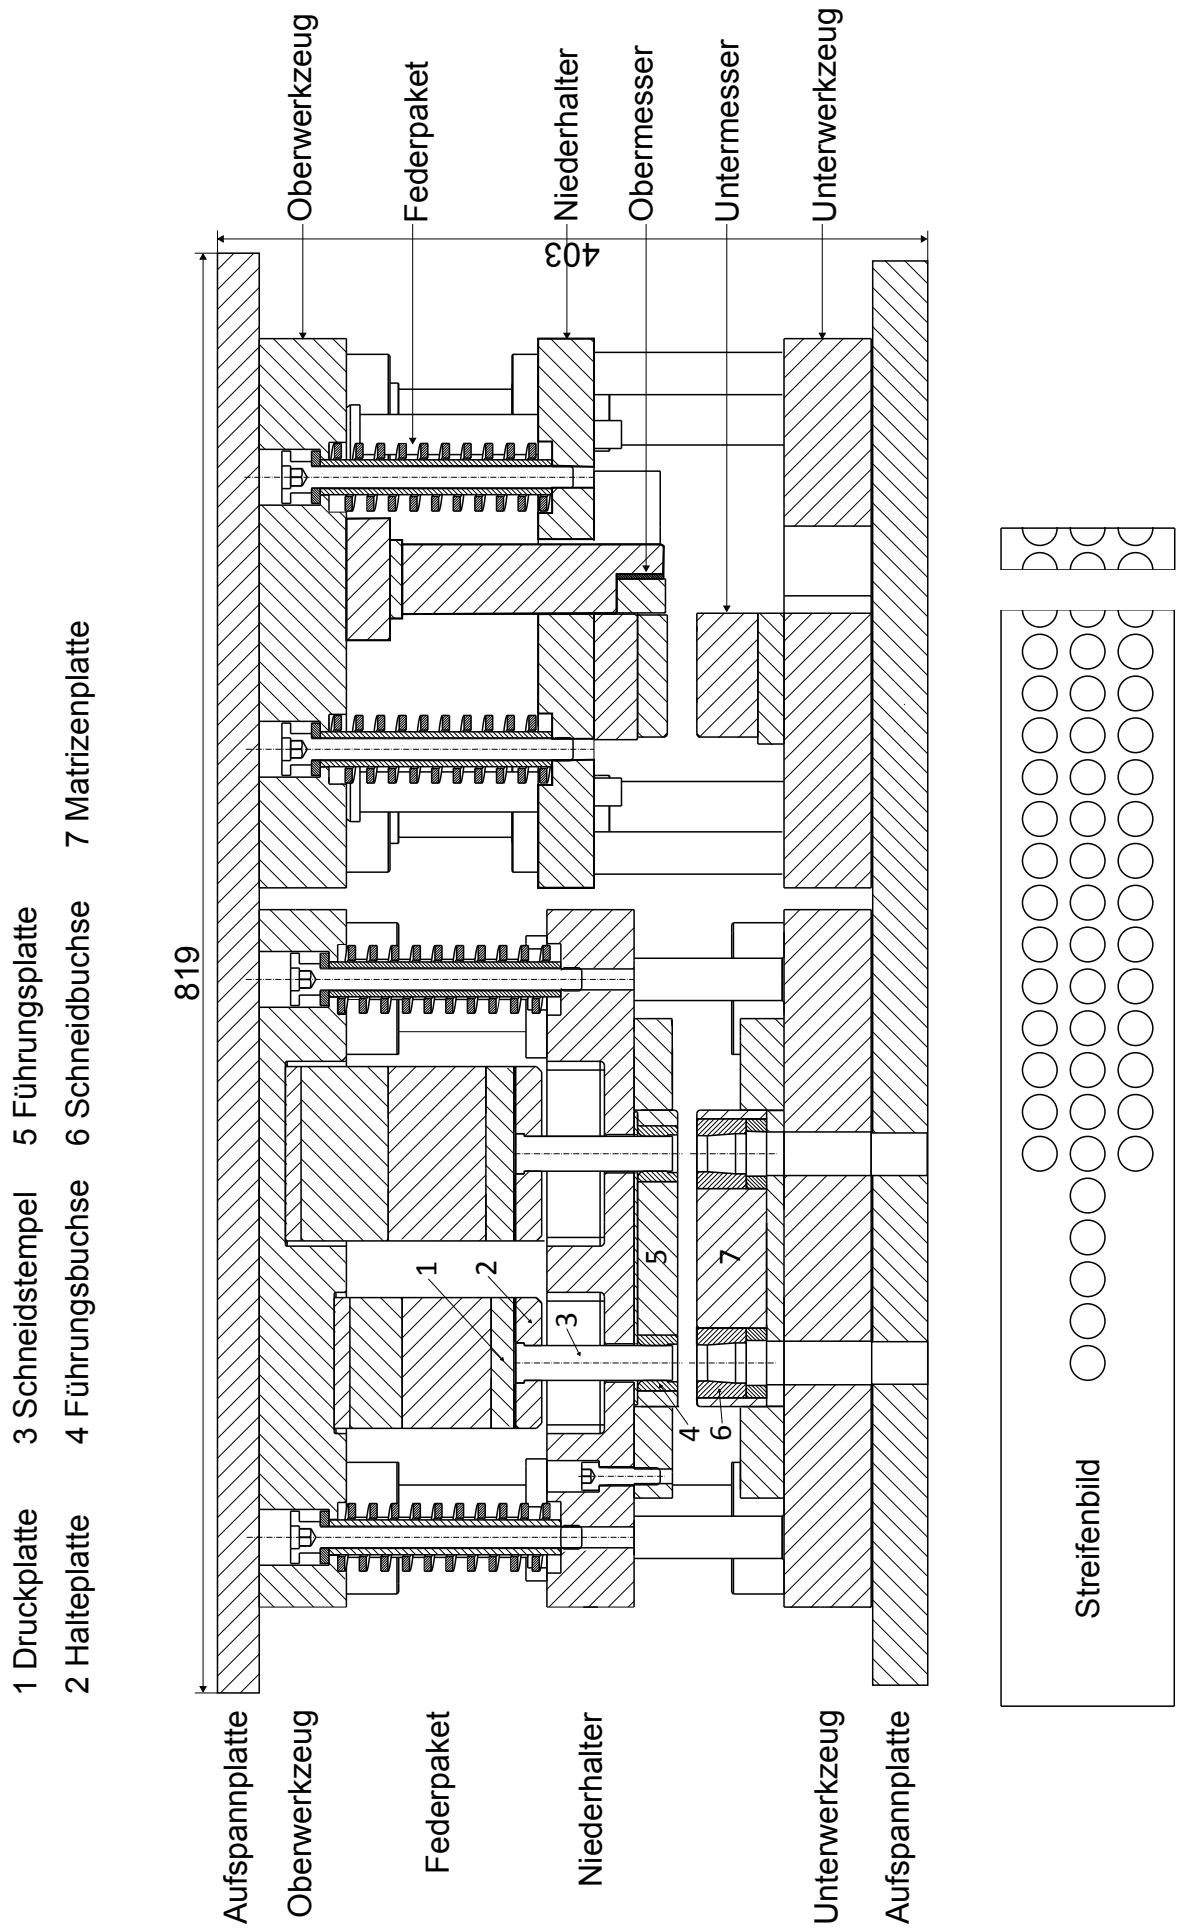 1 Druckplatte 3 Schneidstempel 5 Führungsplatte 7 Matrizenplatte
2 Halteplatte 4 Führungsbuchse 6 Schneidbuchse
819
Aufspannplatte
Oberwerkzeug
Federpaket
Niederhalter
Unterwerkzeug
Aufspannplatte
1
2
3
4
5
6
7
403
Oberwerkzeug
Federpaket
Niederhalter
Obermesser
Untermesser
Unterwerkzeug
Streifenbild